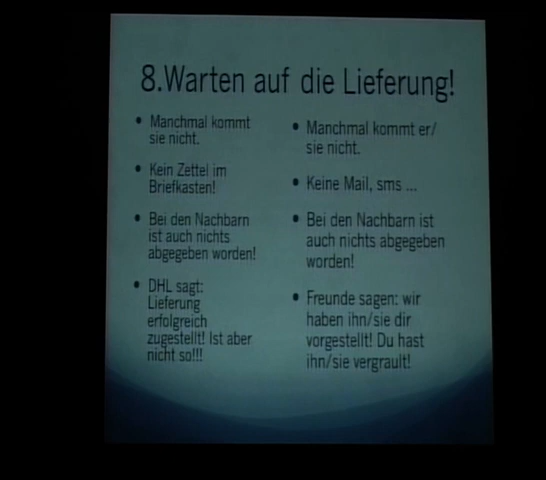 8.Warten auf die Lieferung!
• Manchmal kommt
sie nicht.
• Kein Zettel im
Briefkasten!
• Bei den Nachbarn
ist auch nichts
abgegeben worden!
• DHL sagt:
Lieferung
erfolgreich
zugestellt! Ist aber
nicht so!!!
• Manchmal kommt er/
sie nicht.
• Keine Mail, sms ...
• Bei den Nachbarn ist
auch nichts abgegeben
worden!
• Freunde sagen: wir
haben ihn/sie dir
vorgestellt! Du hast
ihn/sie vergrault!